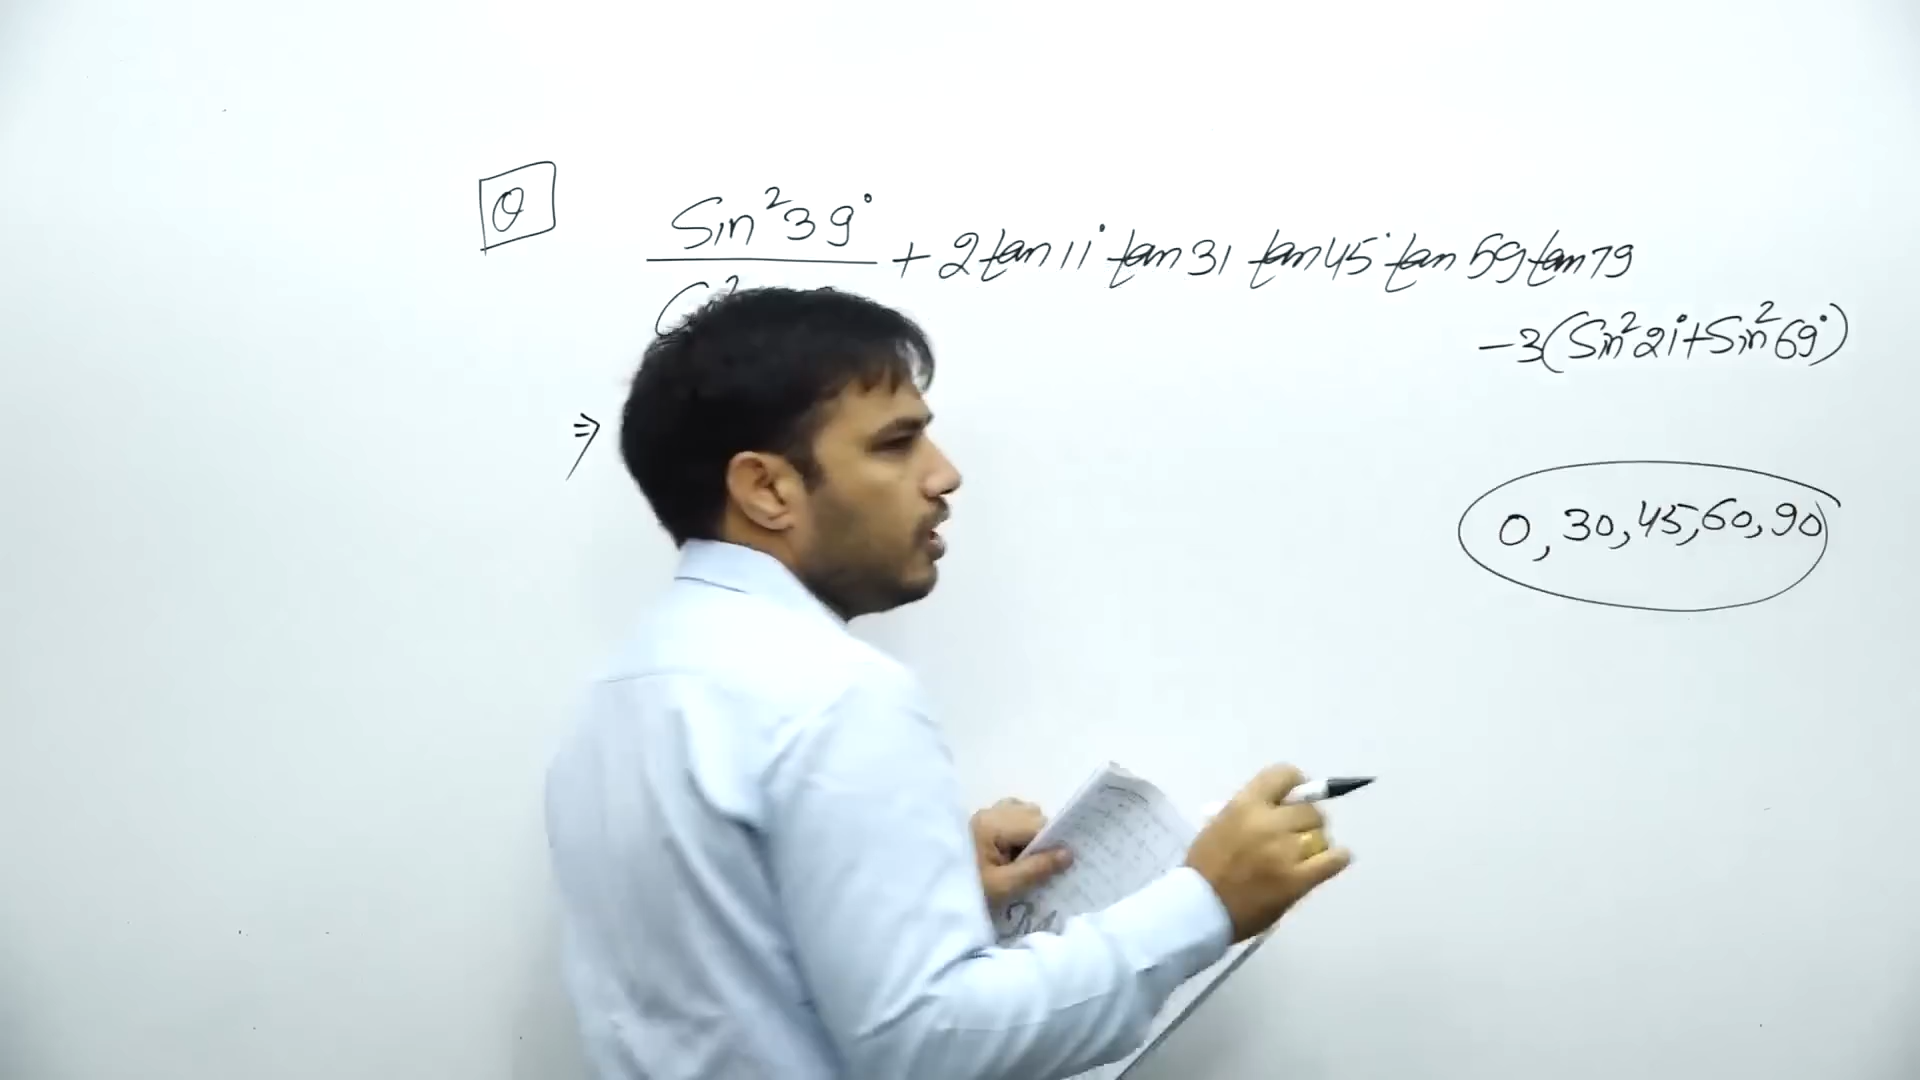 Q
Sin²39°
+ 2 tan 11° tan 31 tan 45° tan 59 tan 79
-3(Sin²21°+Sin²69°)
⇒
0, 30, 45, 60, 90